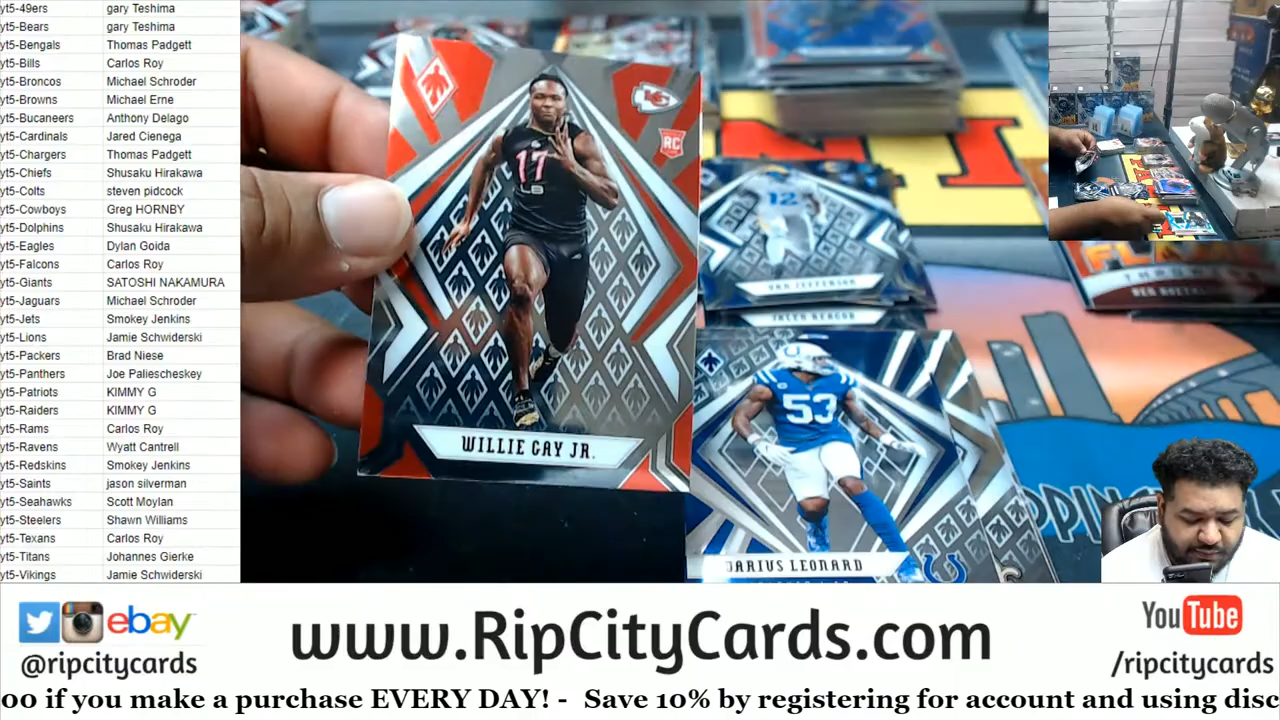 yt5-49ers gary Teshima
yt5-Bears gary Teshima
yt5-Bengals Thomas Padgett
yt5-Bills Carlos Roy
yt5-Broncos Michael Schroder
yt5-Browns Michael Erne
yt5-Bucaneers Anthony Delago
yt5-Cardinals Jared Cienega
yt5-Chargers Thomas Padgett
yt5-Chiefs Shusaku Hirakawa
yt5-Colts steven pidcock
yt5-Cowboys Greg HORNBY
yt5-Dolphins Shusaku Hirakawa
yt5-Eagles Dylan Goida
yt5-Falcons Carlos Roy
yt5-Giants SATOSHI NAKAMURA
yt5-Jaguars Michael Schroder
yt5-Jets Smokey Jenkins
yt5-Lions Jamie Schwiderski
yt5-Packers Brad Niese
yt5-Panthers Joe Paliescheskey
yt5-Patriots KIMMY G
yt5-Raiders KIMMY G
yt5-Rams Carlos Roy
yt5-Ravens Wyatt Cantrell
yt5-Redskins Smokey Jenkins
yt5-Saints jason silverman
yt5-Seahawks Scott Moylan
yt5-Steelers Shawn Williams
yt5-Texans Carlos Roy
yt5-Titans Johannes Gierke
yt5-Vikings Jamie Schwiderski
KC
RC
17
LB
WILLIE GAY JR.
12
VAN JEFFERSON
JALEN REAGOR
53
DARIUS LEONARD
ebay
@ripcitycards
www.RipCityCards.com
YouTube
/ripcitycards
00 if you make a purchase EVERY DAY! - Save 10% by registering for account and using disc